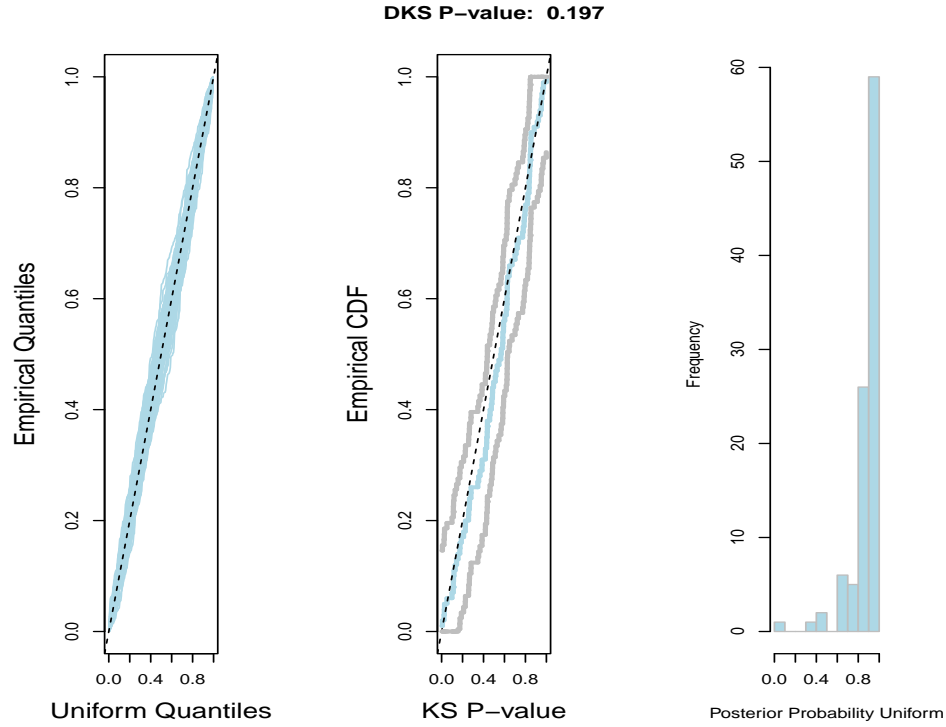 DKS P-value: 0.197
Empirical Quantiles
0.0
0.2
0.4
0.6
0.8
1.0
0.0 0.4 0.8
Uniform Quantiles
Empirical CDF
0.0
0.2
0.4
0.6
0.8
1.0
0.0 0.4 0.8
KS P-value
Frequency
0
10
20
30
40
50
60
0.0 0.4 0.8
Posterior Probability Uniform